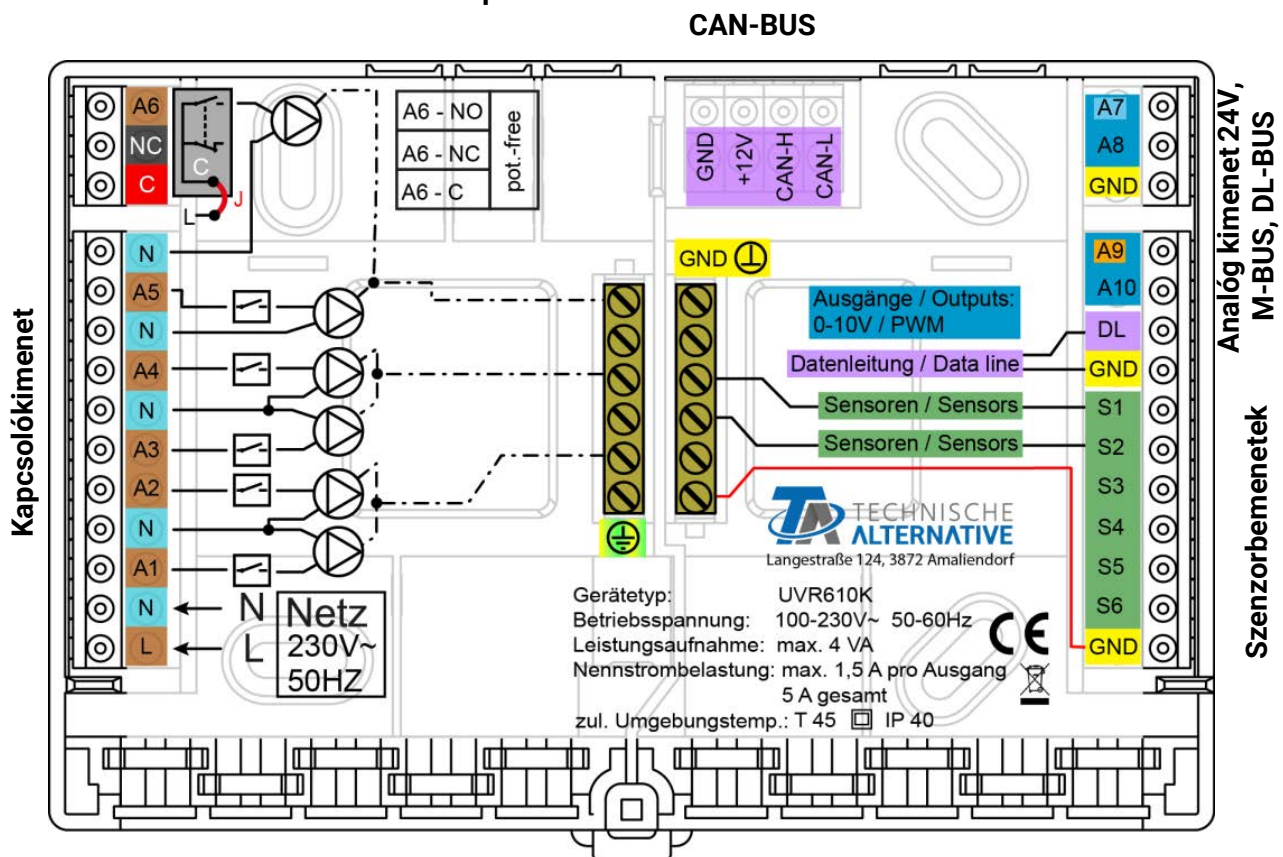 CAN-BUS
Kapcsolókimenet
A6
NC
C
N
A5
N
A4
N
A3
A2
N
A1
N
L
C
J
L
A6 - NO
A6 - NC
A6 - C
pot.-free
N
L
Netz
230V~
50HZ
GND
+12V
CAN-H
CAN-L
GND
Ausgänge / Outputs:
0-10V / PWM
Datenleitung / Data line
Sensoren / Sensors
Sensoren / Sensors
TA TECHNISCHE
ALTERNATIVE
Langestraße 124, 3872 Amaliendorf
Gerätetyp: UVR610K
Betriebsspannung: 100-230V~ 50-60Hz
Leistungsaufnahme: max. 4 VA
Nennstrombelastung: max. 1,5 A pro Ausgang
5 A gesamt
zul. Umgebungstemp.: T 45 IP 40
CE
A7
A8
GND
A9
A10
DL
GND
S1
S2
S3
S4
S5
S6
GND
Analóg kimenet 24V,
M-BUS, DL-BUS
Szenzorbemenetek